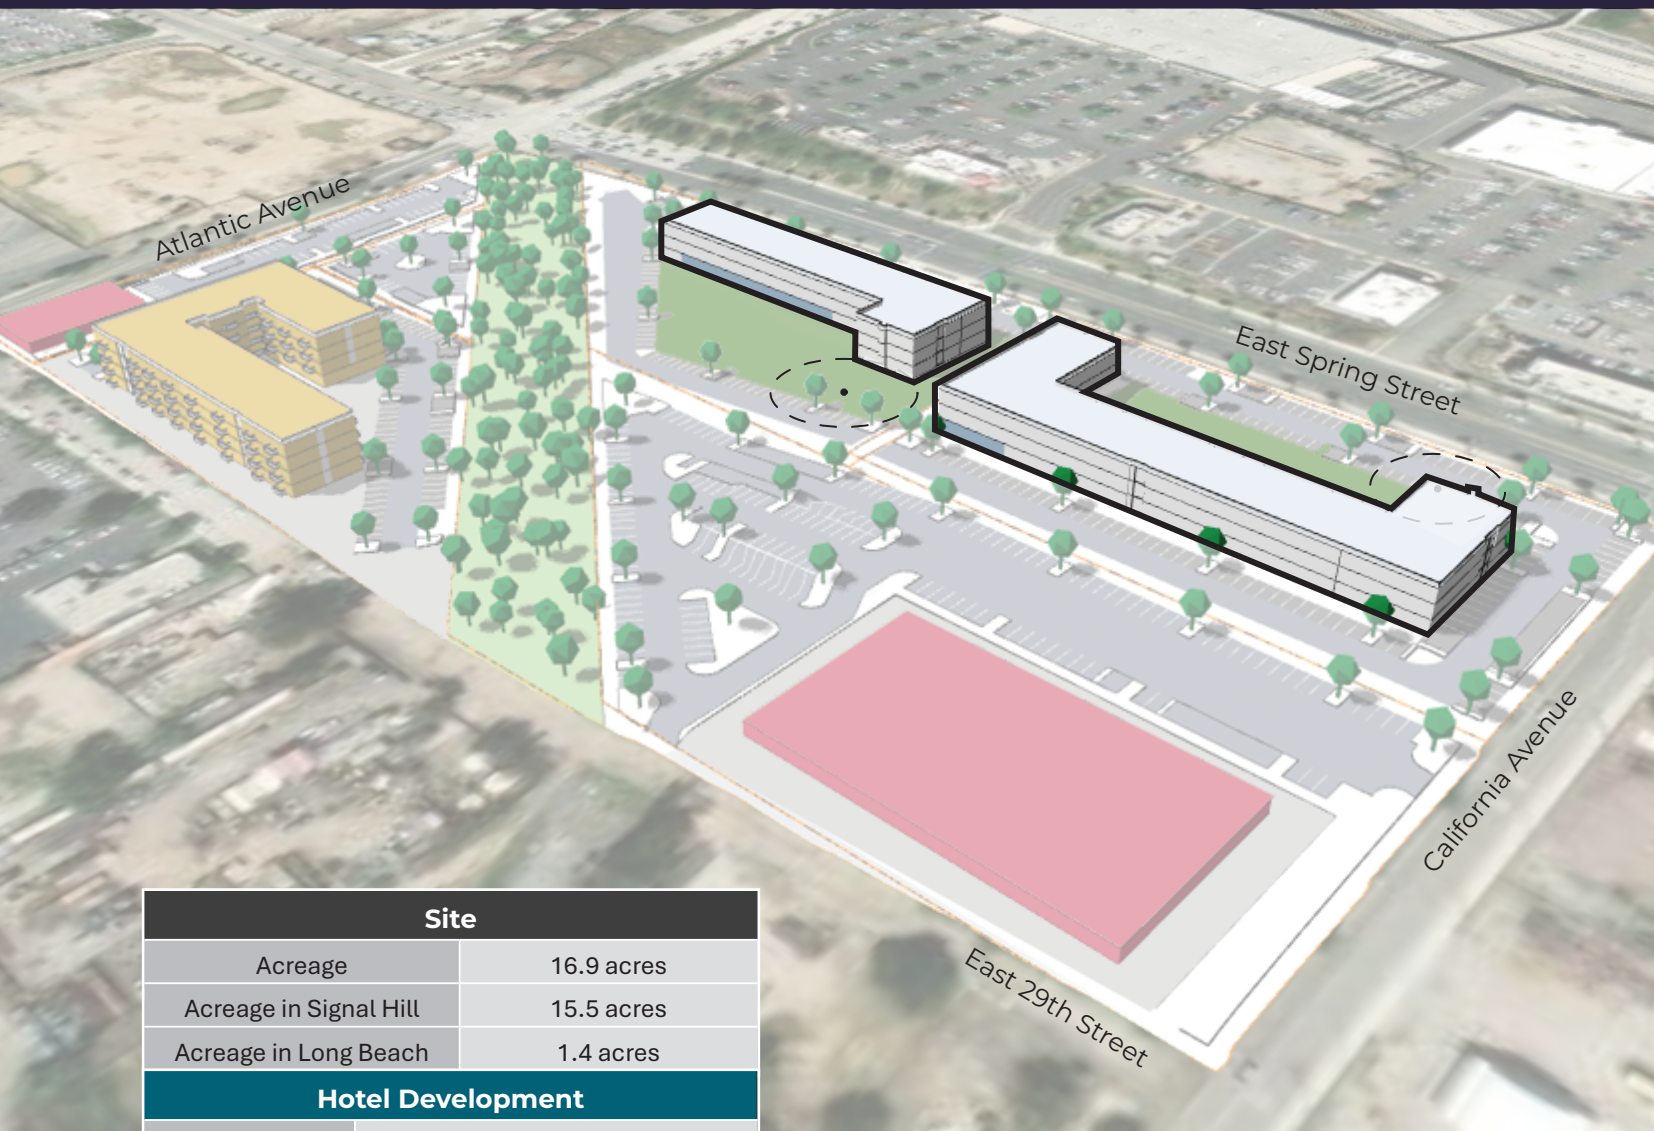 Atlantic Avenue
East Spring Street
California Avenue
East 29th Street
Site
Acreage 16.9 acres
Acreage in Signal Hill 15.5 acres
Acreage in Long Beach 1.4 acres
Hotel Development